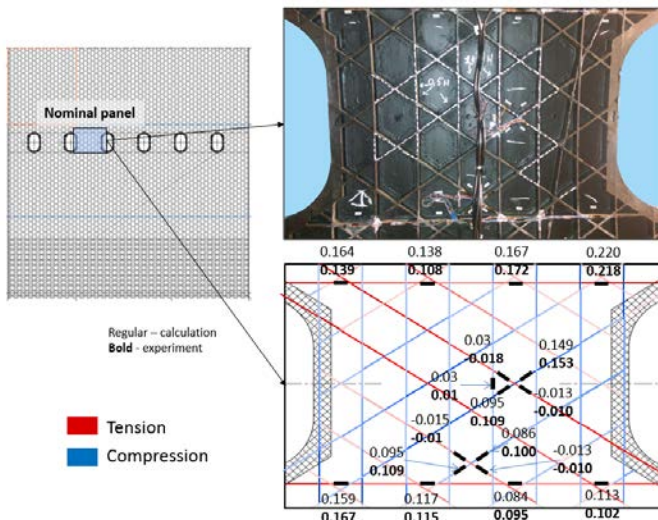 Nominal panel
0.164 0.138 0.167 0.220
0.139 0.108 0.172 0.218
Regular – calculation
Bold - experiment
0.03
-0.018
0.149
0.153
0.03
0.01
0.095
0.109
-0.013
-0.010
-0.015
-0.01
0.086
0.100
0.095
0.109
-0.013
-0.010
Tension
Compression
0.159 0.117 0.084 0.113
0.167 0.115 0.095 0.102